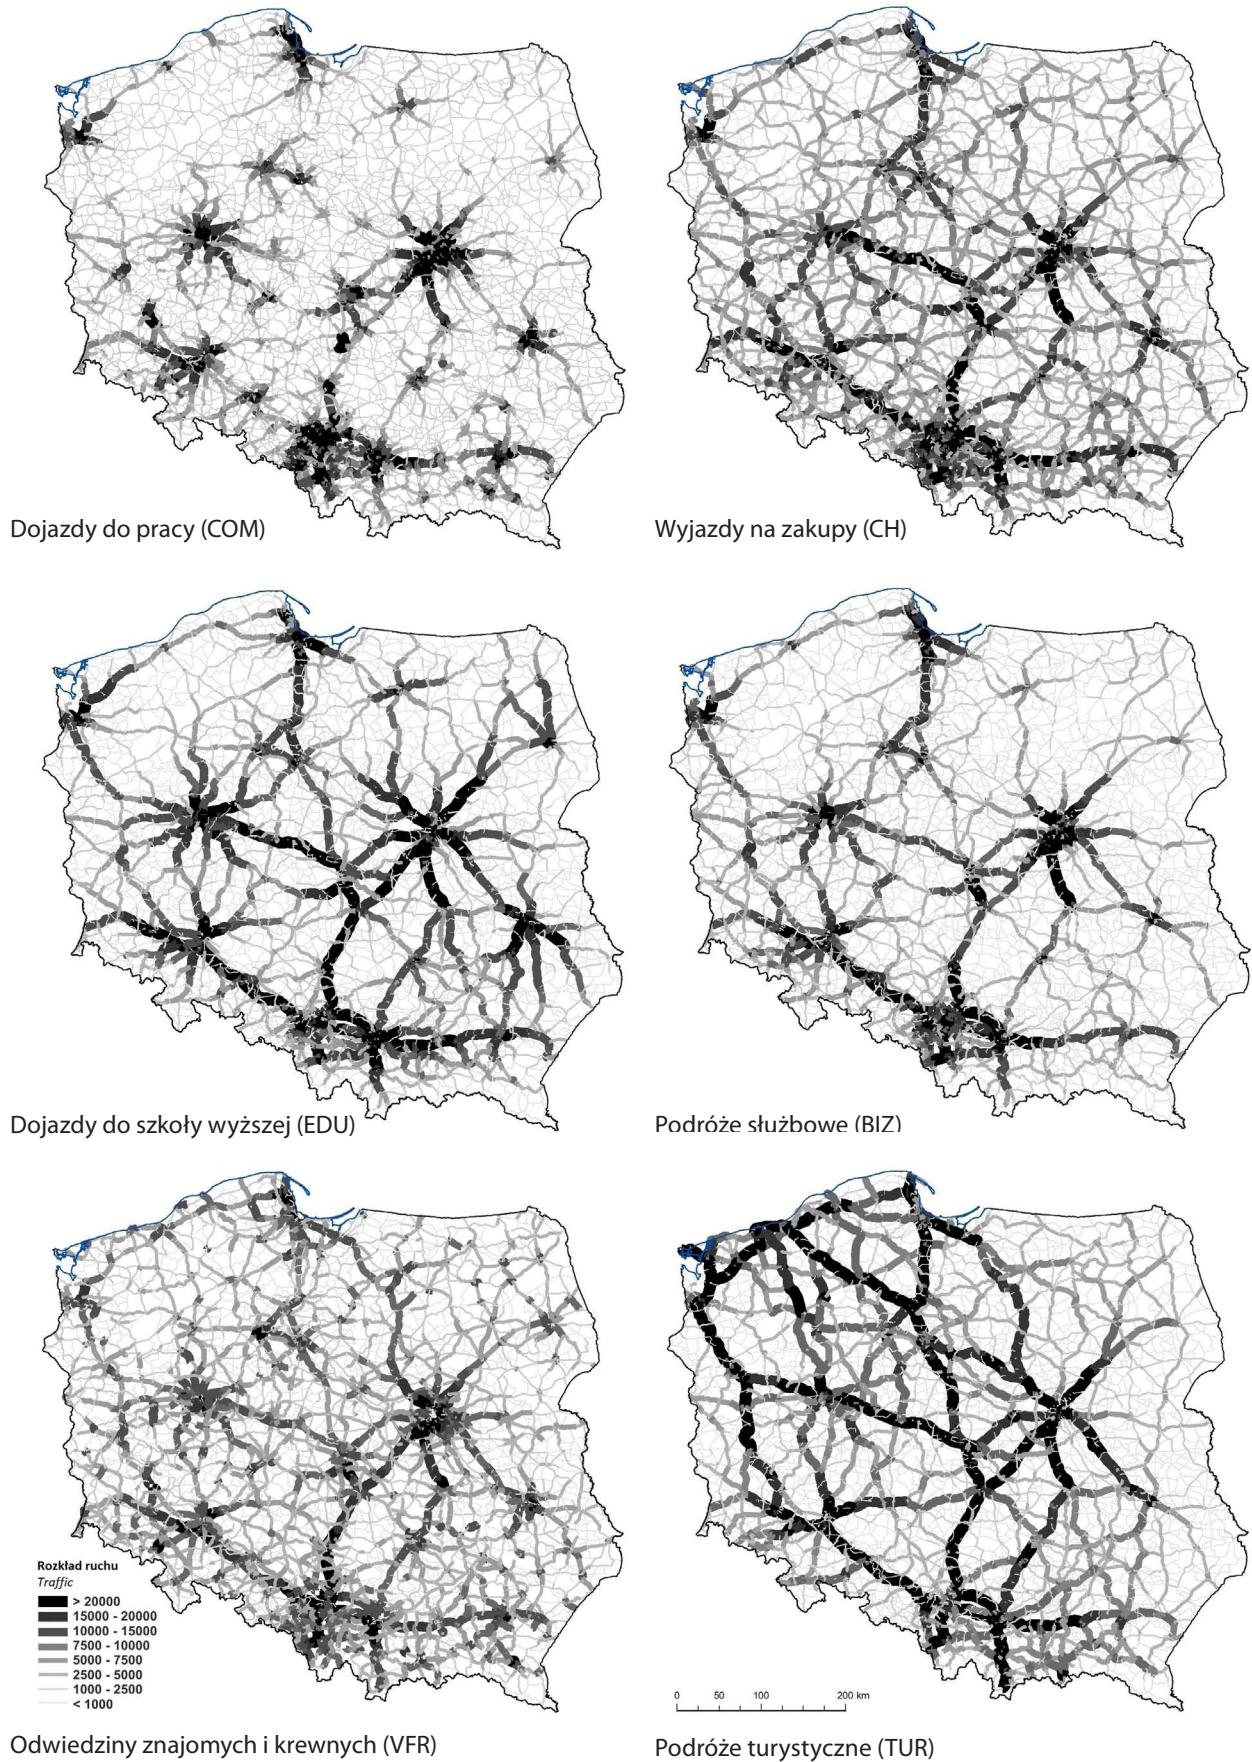 Dojazdy do pracy (COM)
Wyjazdy na zakupy (CH)
Dojazdy do szkoły wyższej (EDU)
Podróże służbowe (BIZ)
Rozkład ruchu
Traffic
> 20000
15000 - 20000
10000 - 15000
7500 - 10000
5000 - 7500
2500 - 5000
1000 - 2500
< 1000
0 50 100 200 km
Odwiedziny znajomych i krewnych (VFR)
Podróże turystyczne (TUR)